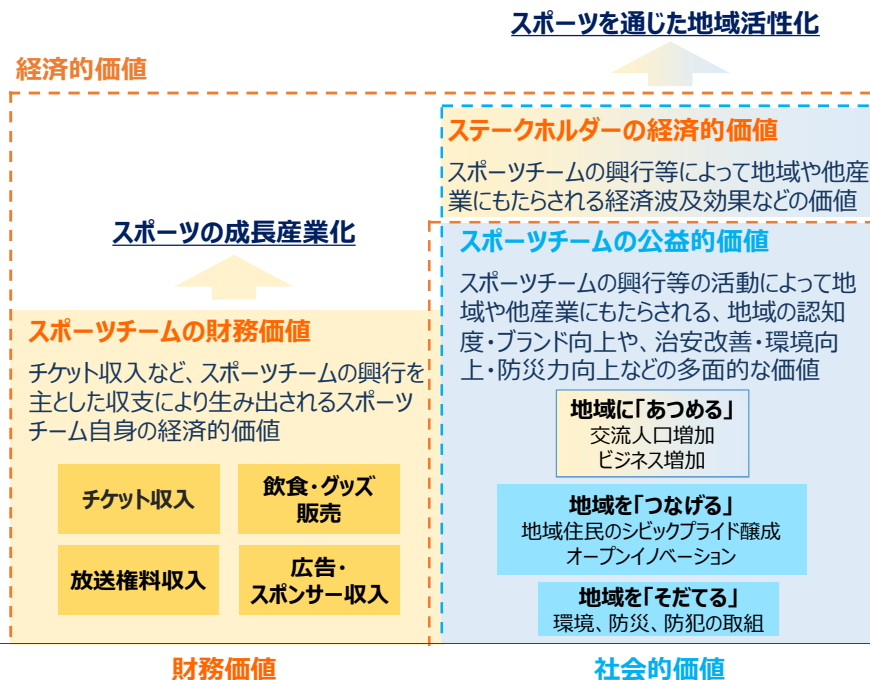 スポーツを通じた地域活性化
経済的価値
ステークホルダーの経済的価値
スポーツチームの興行等によって地域や他産
業にもたらされる経済波及効果などの価値
スポーツの成長産業化
スポーツチームの公益的価値
スポーツチームの興行等の活動によって地
域や他産業にもたらされる、地域の認知
度・ブランド向上や、治安改善・環境向
上・防災力向上などの多面的な価値
スポーツチームの財務価値
チケット収入など、スポーツチームの興行を
主とした収支により生み出されるスポーツ
チーム自身の経済的価値
チケット収入
飲食・グッズ
販売
放送権料収入
広告・
スポンサー収入
地域に「あつめる」
交流人口増加
ビジネス増加
地域を「つなげる」
地域住民のシビックプライド醸成
オープンイノベーション
地域を「そだてる」
環境、防災、防犯の取組
財務価値
社会的価値